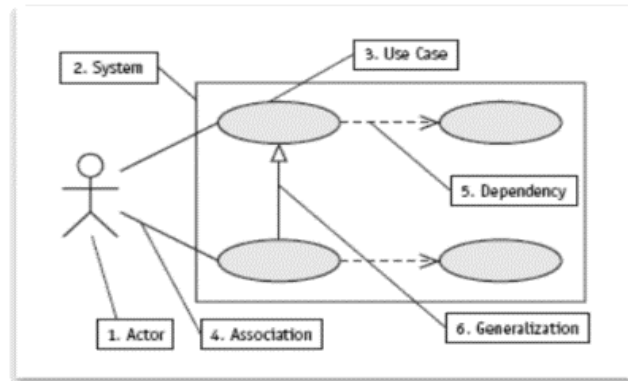 3. Use Case
2. System
5. Dependency
1. Actor
4. Association
6. Generalization